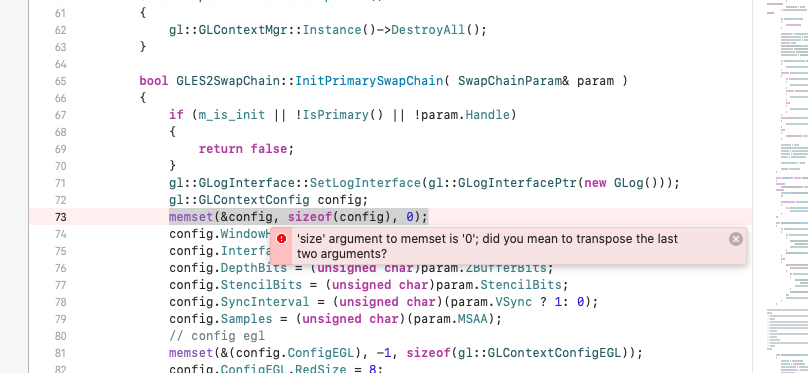 61 {
62 gl::GLContextMgr::Instance()->DestroyAll();
63 }
64
65 bool GLES2SwapChain::InitPrimarySwapChain( SwapChainParam& param )
66 {
67 if (m_is_init || !IsPrimary() || !param.Handle)
68 {
69 return false;
70 }
71 gl::GLogInterface::SetLogInterface(gl::GLogInterfacePtr(new GLog()));
72 gl::GLContextConfig config;
73 memset(&config, sizeof(config), 0);
74 config.WindowH
'size' argument to memset is '0'; did you mean to transpose the last
75 config.Interfa
two arguments?
76 config.DepthBits = (unsigned char)param.ZBufferBits;
77 config.StencilBits = (unsigned char)param.StencilBits;
78 config.SyncInterval = (unsigned char)(param.VSync ? 1: 0);
79 config.Samples = (unsigned char)(param.MSAA);
80 // config egl
81 memset(&(config.ConfigEGL), -1, sizeof(gl::GLContextConfigEGL));
82 config.ConfigEGL.RedSize = 8;